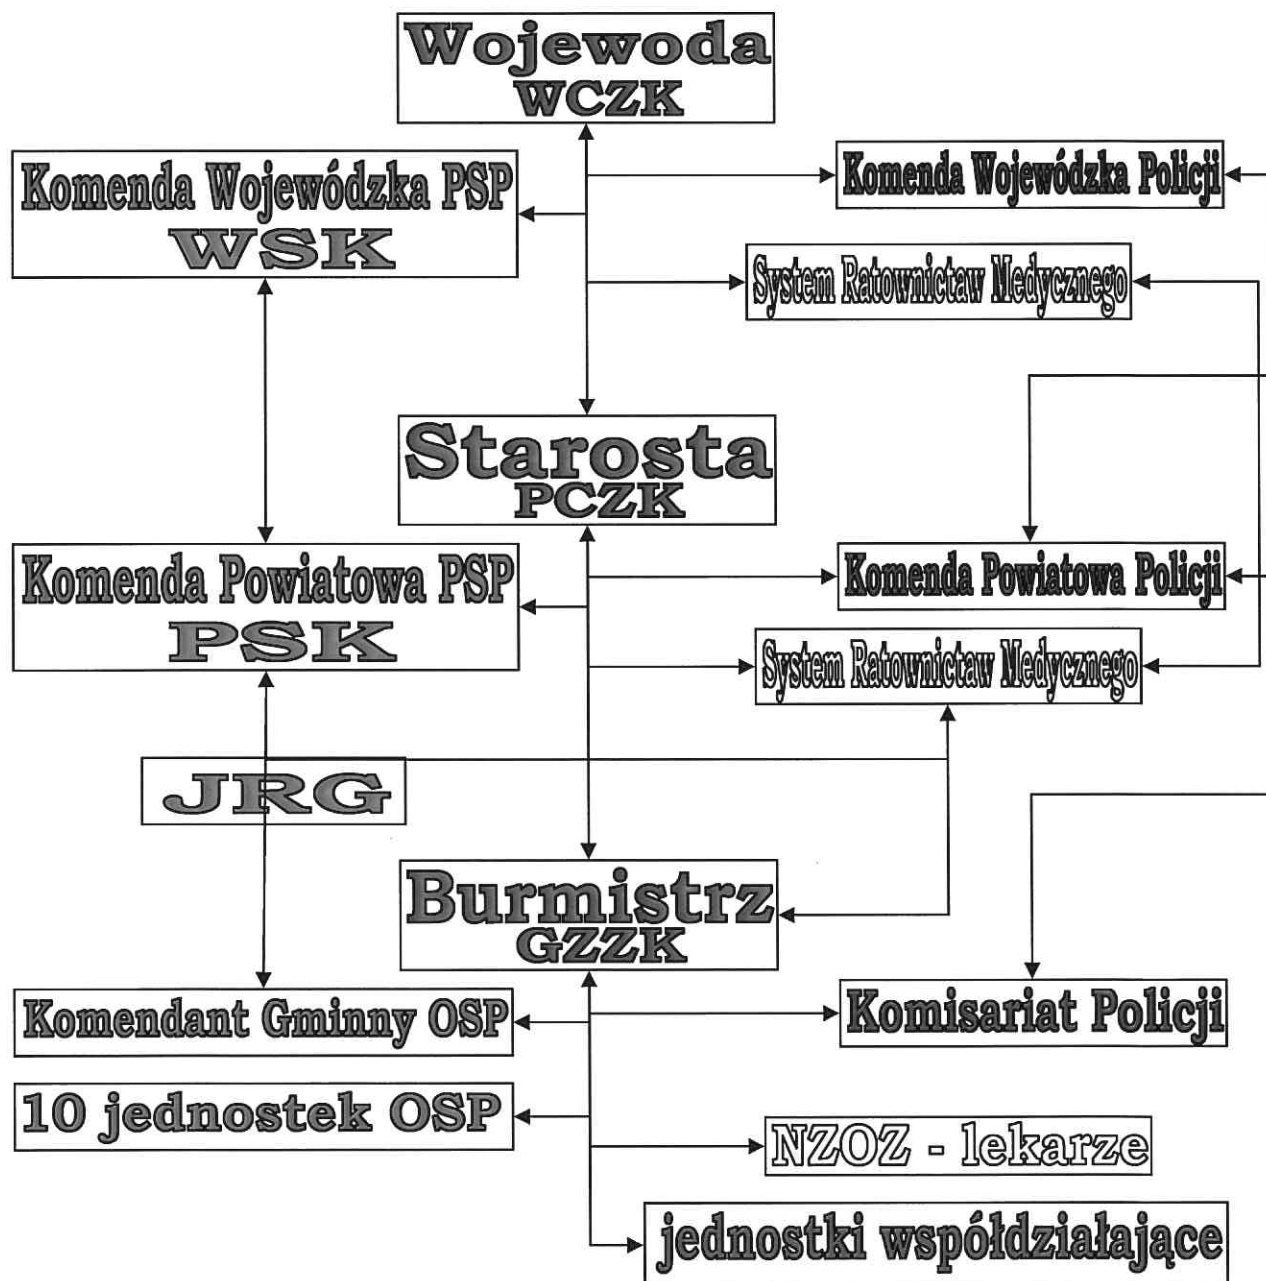 Wojewoda
WCZK
Komenda Wojewódzka PSP
WSK
Komenda Wojewódzka Policji
System Ratownictaw Medycznego
Starosta
PCZK
Komenda Powiatowa PSP
PSK
Komenda Powiatowa Policji
System Ratownictaw Medycznego
JRG
Burmistrz
GZZK
Komendant Gminny OSP
Komisariat Policji
10 jednostek OSP
NZOZ - lekarze
jednostki współdziałające